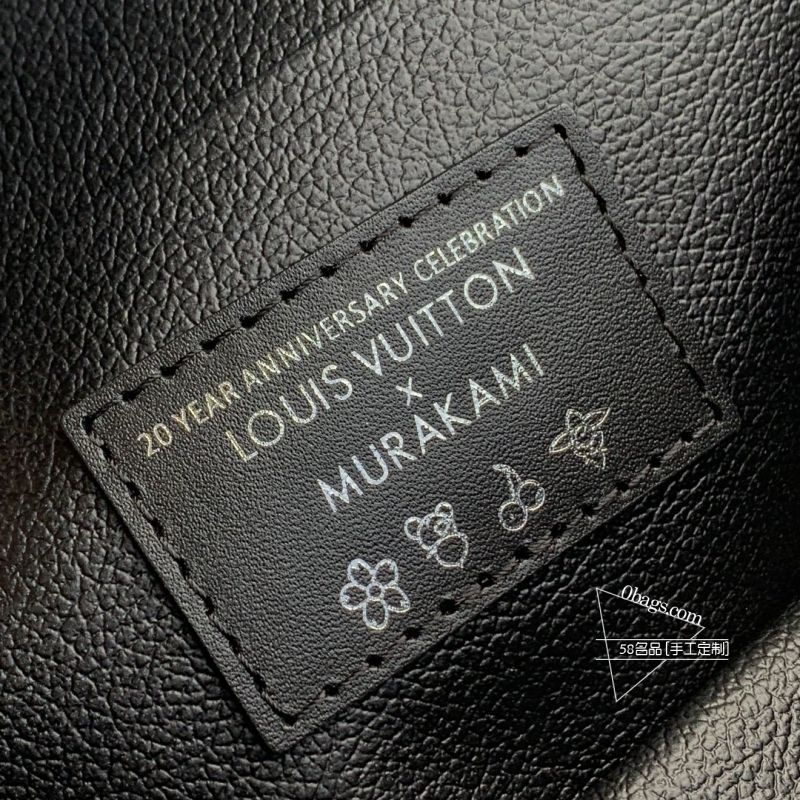 20 YEAR ANNIVERSARY CELEBRATION
LOUIS VUITTON
x
MURAKAMI
0bags.com
58名品 [手工定制]